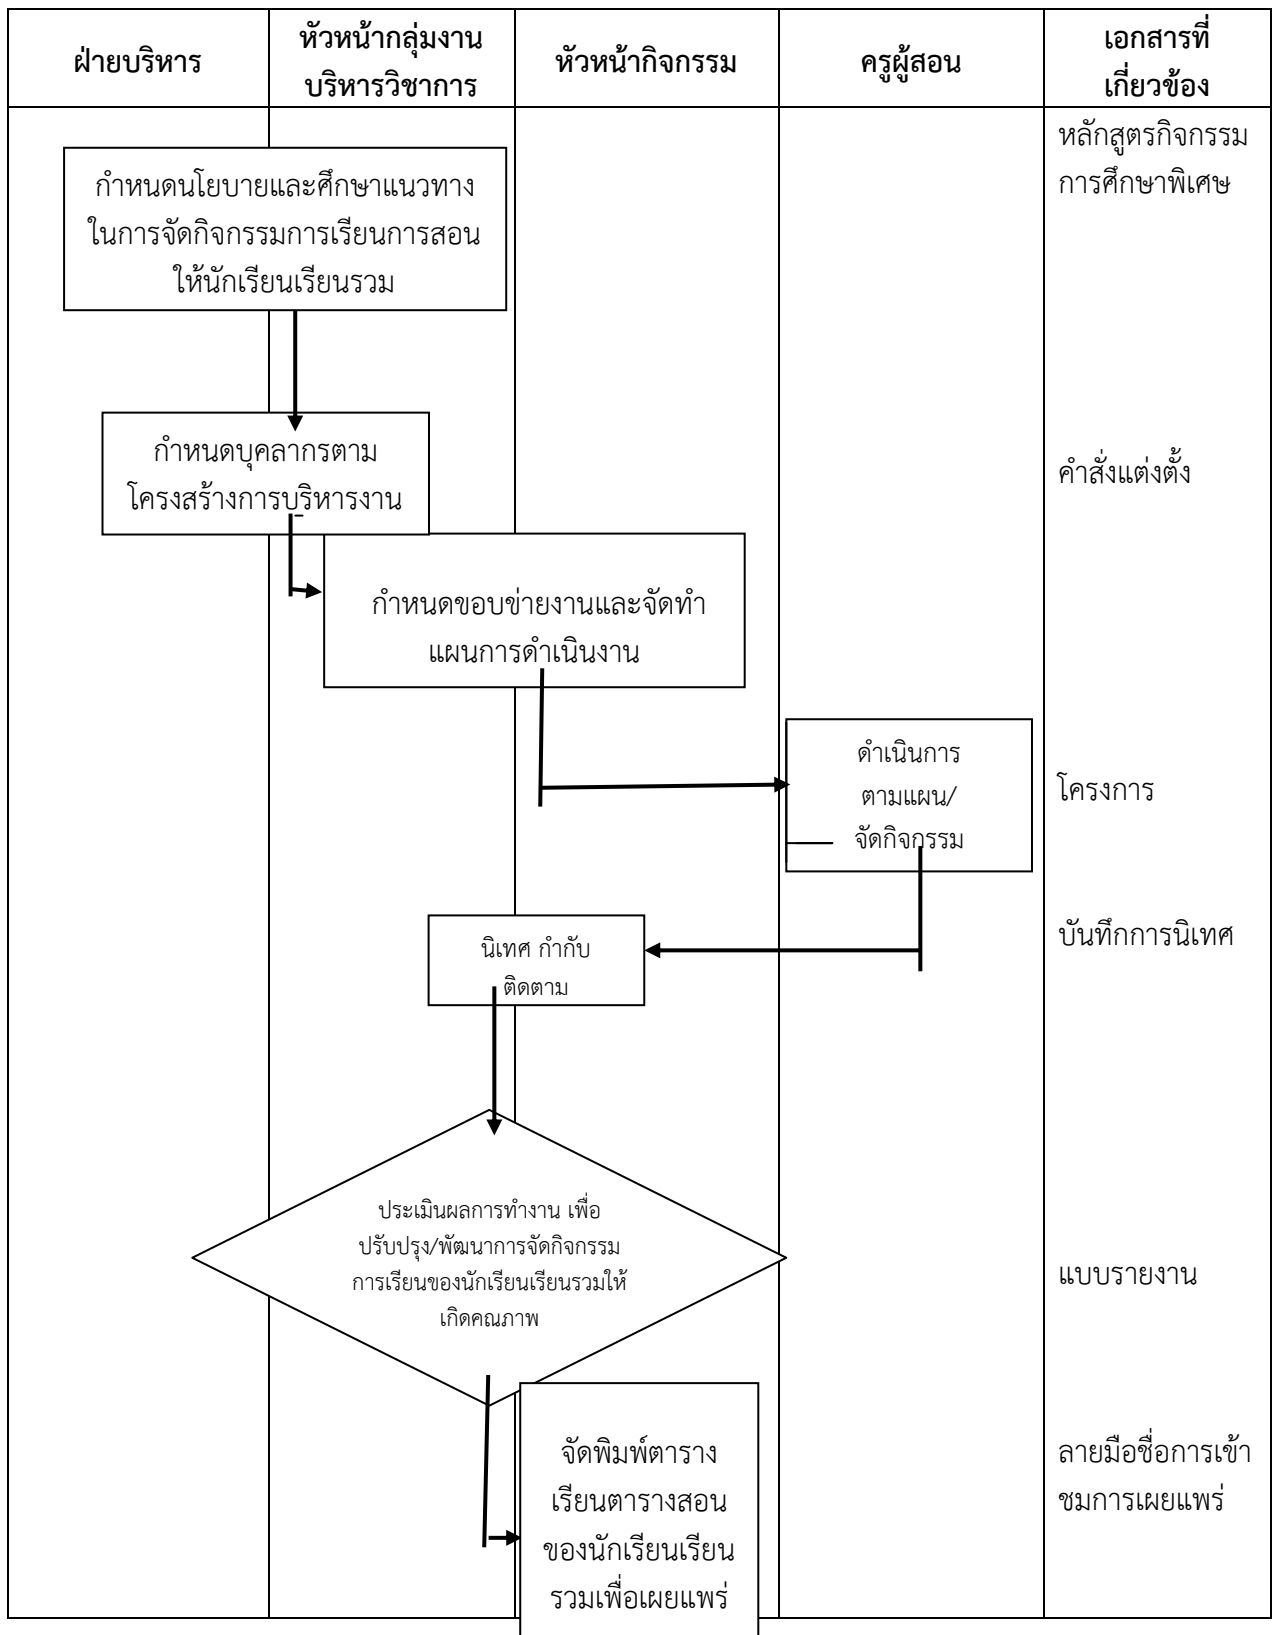 ฝ่ายบริหาร
หัวหน้ากลุ่มงาน
บริหารวิชาการ
หัวหน้ากิจกรรม
ครูผู้สอน
เอกสารที่
เกี่ยวข้อง
กำหนดนโยบายและศึกษาแนวทาง
ในการจัดกิจกรรมการเรียนการสอน
ให้นักเรียนเรียนรวม
หลักสูตรกิจกรรม
การศึกษาพิเศษ
กำหนดบุคลากรตาม
โครงสร้างการบริหารงาน
คำสั่งแต่งตั้ง
กำหนดขอบข่ายงานและจัดทำ
แผนการดำเนินงาน
ดำเนินการ
ตามแผน/
จัดกิจกรรม
โครงการ
นิเทศ กำกับ
ติดตาม
บันทึกการนิเทศ
ประเมินผลการทำงาน เพื่อ
ปรับปรุง/พัฒนาการจัดกิจกรรม
การเรียนของนักเรียนเรียนรวมให้
เกิดคณภาพ
แบบรายงาน
จัดพิมพ์ตาราง
เรียนตารางสอน
ของนักเรียนเรียน
รวมเพื่อเผยแพร่
ลายมือชื่อการเข้า
ชมการเผยแพร่